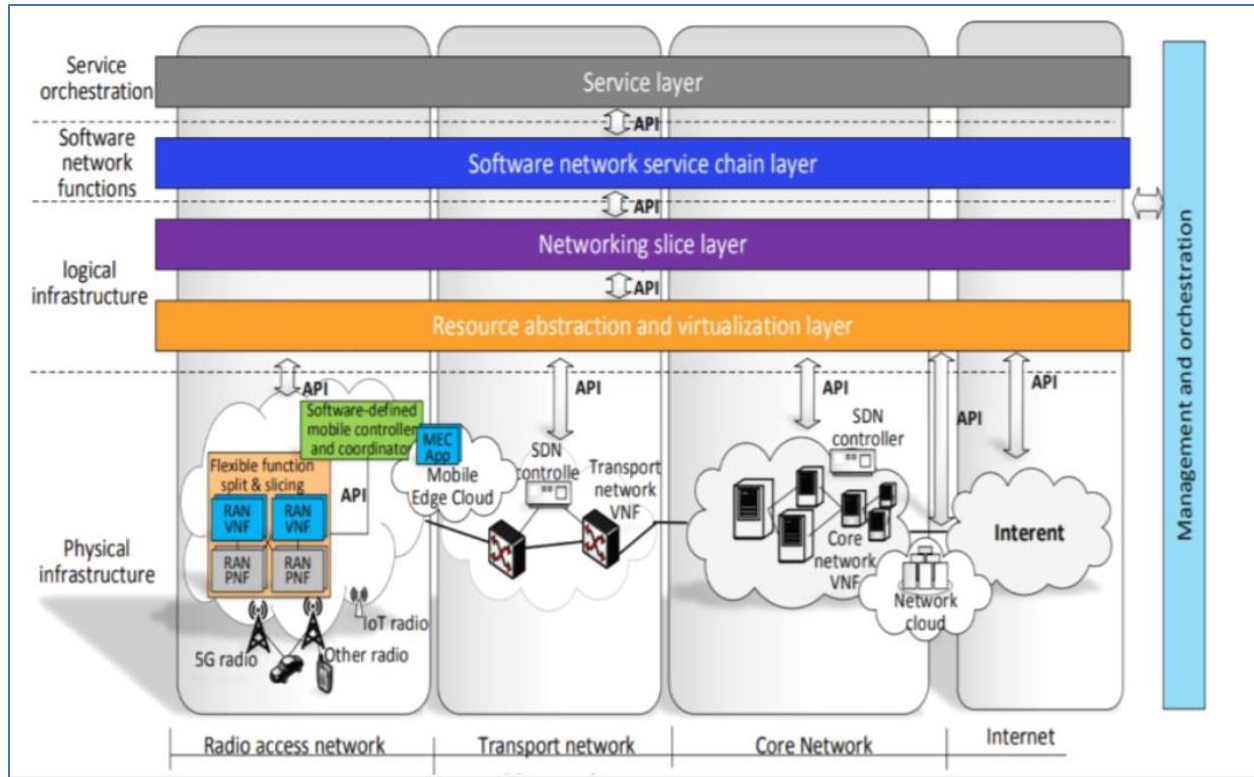 Service
orchestration
Service layer
API
Software
network
functions
Software network service chain layer
API
Networking slice layer
logical
infrastructure
API
Resource abstraction and virtualization layer
API
API
API
API
API
Software-defined
mobile controller
and coordinator
MEC
App
Mobile
Edge Cloud
Flexible function
split & slicing
RAN
VNF
RAN
VNF
API
RAN
PNF
RAN
PNF
SDN
controlle
Transport
network
VNF
SDN
controller
Core
network
VNF
Interent
Network
cloud
Physical
infrastructure
IoT radio
5G radio
Other radio
Management and orchestration
Radio access network
Transport network
Core Network
Internet